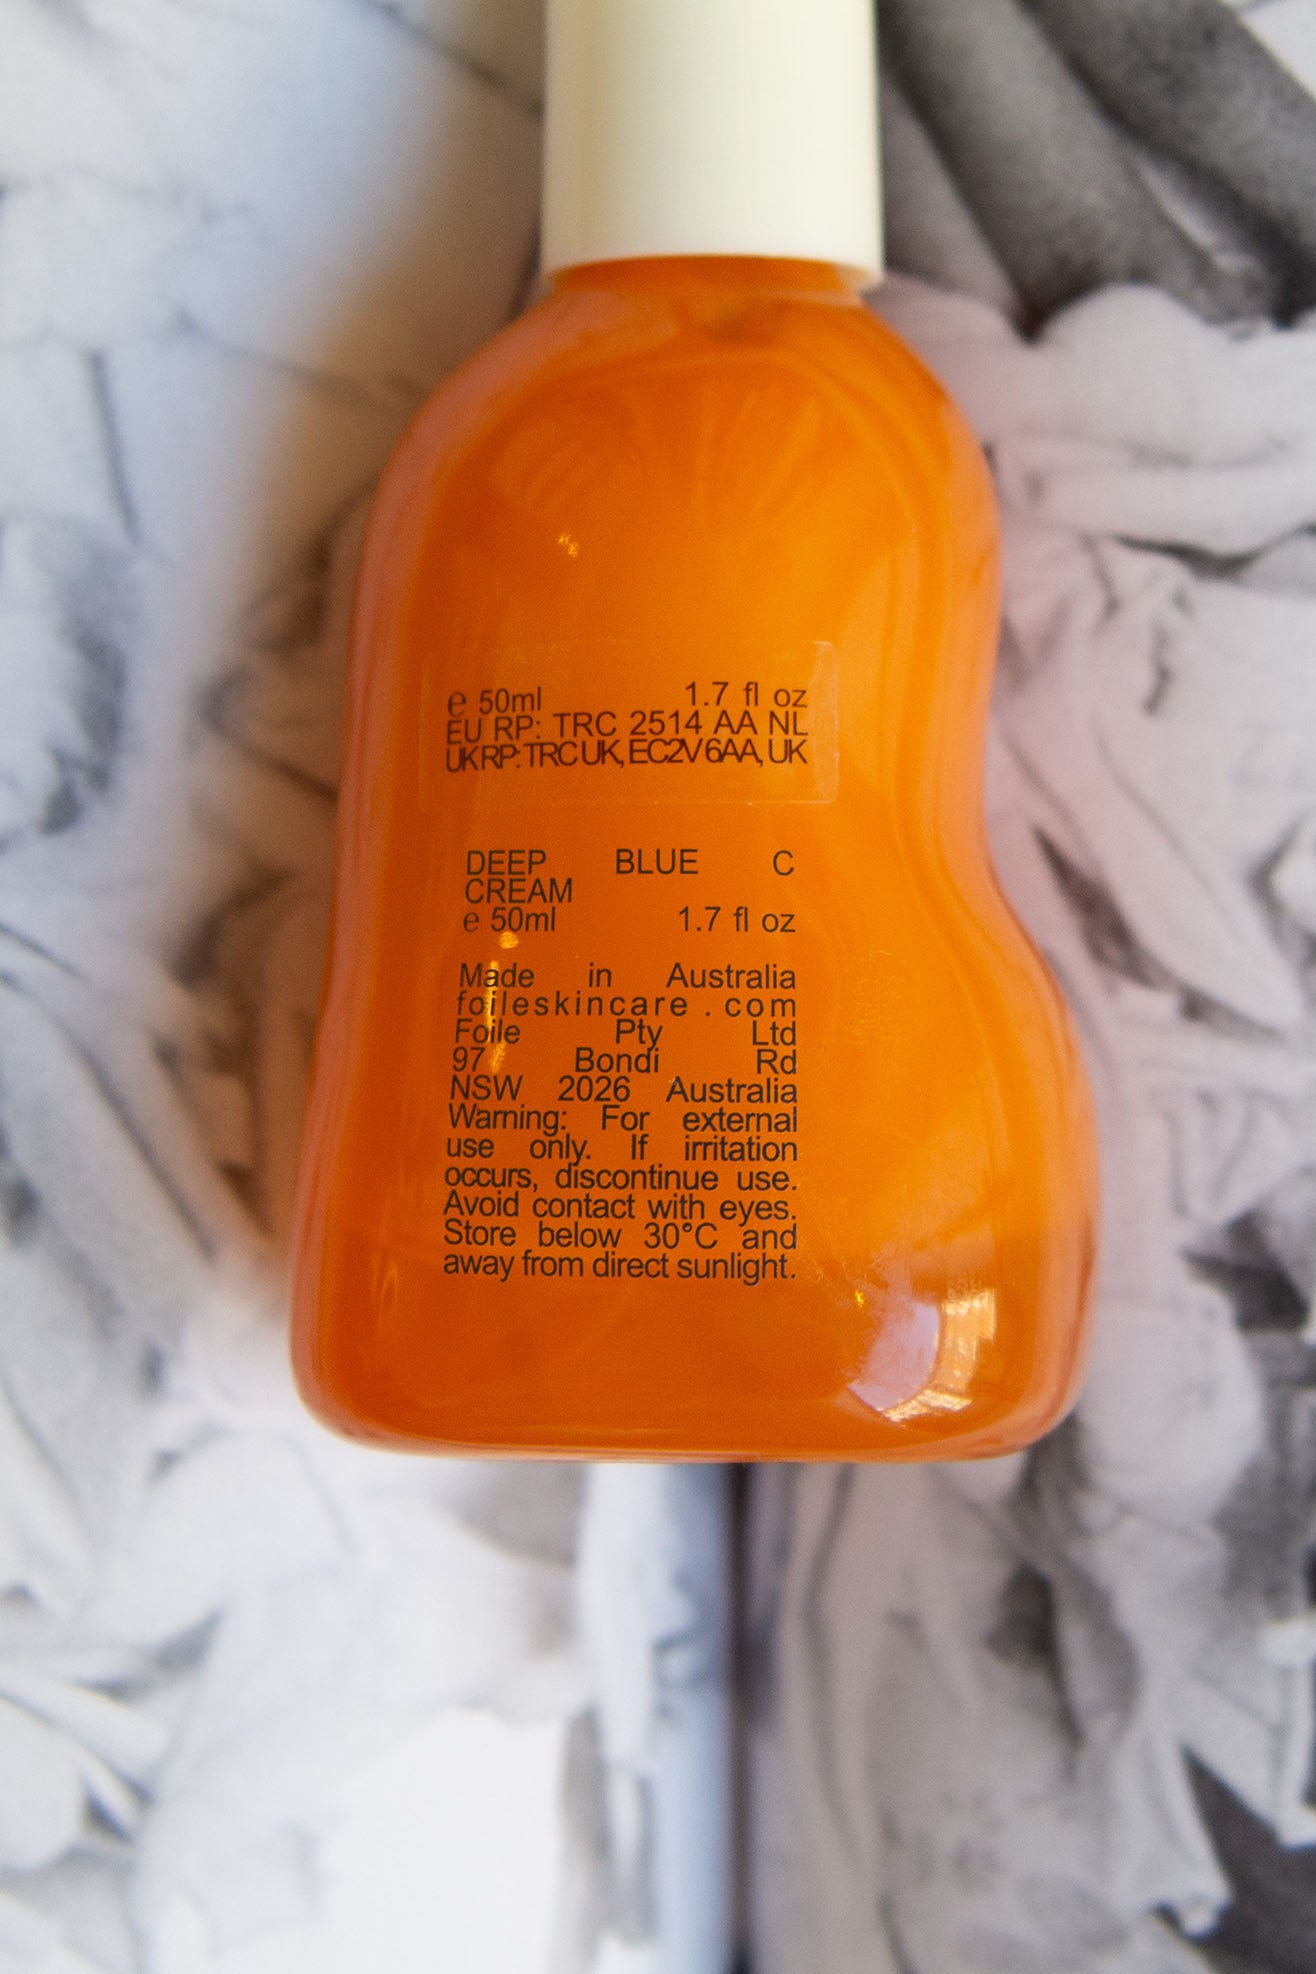 ℮ 50ml 1.7 fl oz
EU RP: TRC 2514 AA NL
UK RP: TRC UK, EC2V 6AA, UK
DEEP BLUE C
CREAM
℮ 50ml 1.7 fl oz
Made in Australia
foileskincare.com
Foile Pty Ltd
97 Bondi Rd
NSW 2026 Australia
Warning: For external
use only. If irritation
occurs, discontinue use.
Avoid contact with eyes.
Store below 30°C and
away from direct sunlight.